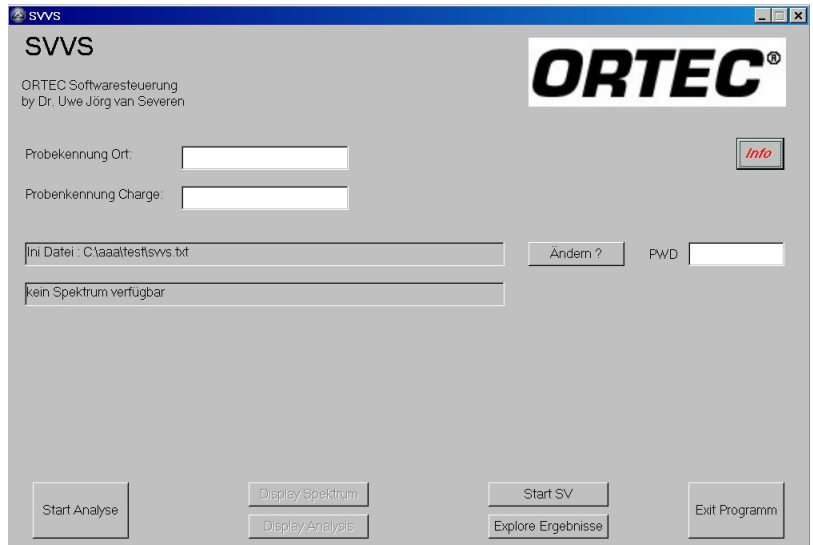 SVVS
SVVS
ORTEC®
ORTEC Softwaresteuerung
by Dr. Uwe Jörg van Severen
Probekennung Ort:
Info
Probenkennung Charge:
Ini Datei : C:\aaa\test\svvs.txt
Ändern ?
PWD
kein Spektrum verfügbar
Start Analyse
Display Spektrum
Display Analysis
Start SV
Explore Ergebnisse
Exit Programm